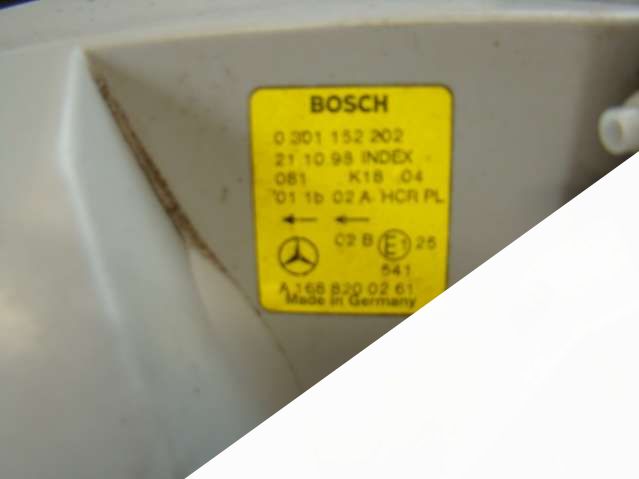 BOSCH
0 301 152 202
21 10 98 INDEX
081 K18 04
01 1b 02 A HCR PL
02 B E1 25
541
A 168 820 02 61
Made in Germany